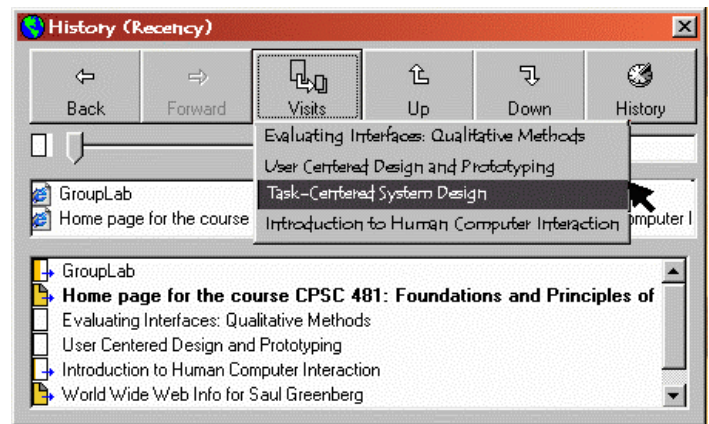 History (Recency)
Back
Forward
Visits
Up
Down
History
Evaluating Interfaces: Qualitative Methods
User Centered Design and Prototyping
Task-Centered System Design
Introduction to Human Computer Interaction
GroupLab
Home page for the course
omputer I
GroupLab
Home page for the course CPSC 481: Foundations and Principles of
Evaluating Interfaces: Qualitative Methods
User Centered Design and Prototyping
Introduction to Human Computer Interaction
World Wide Web Info for Saul Greenberg